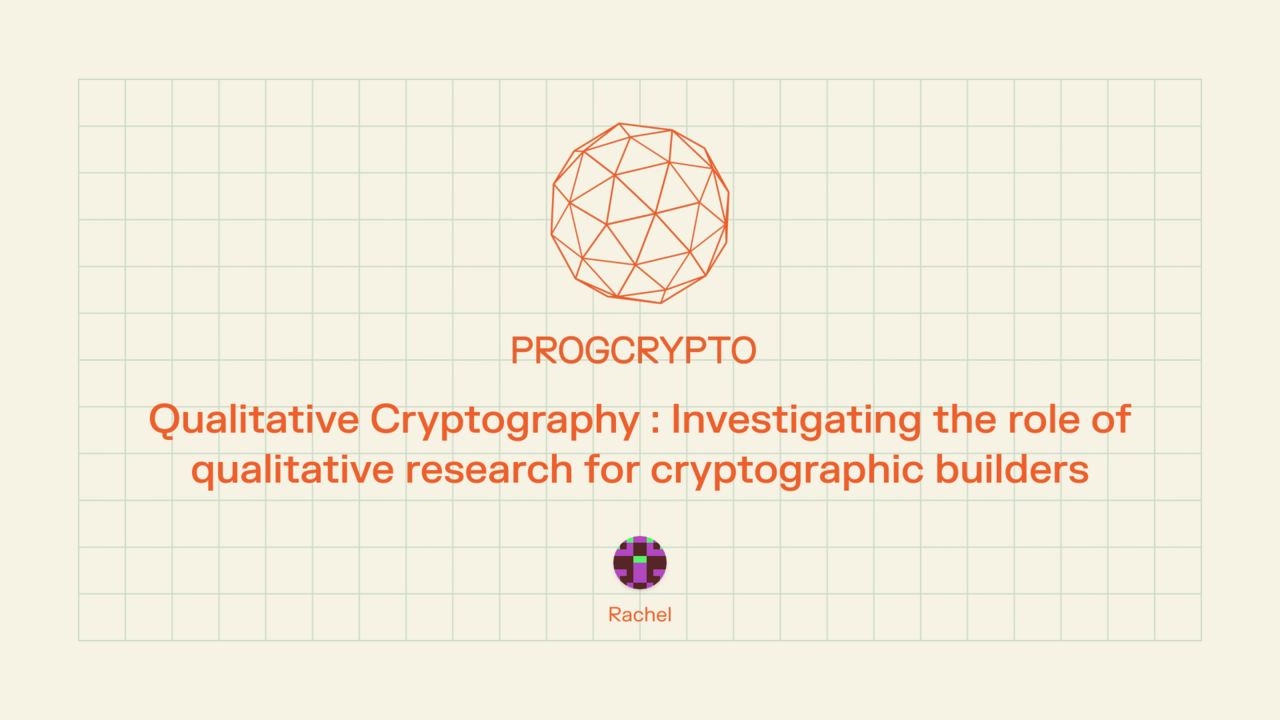 PROGCRYPTO
Qualitative Cryptography : Investigating the role of
qualitative research for cryptographic builders
Rachel